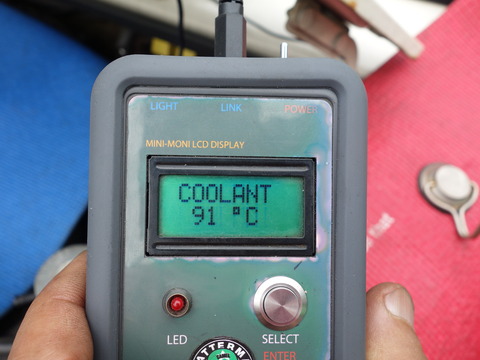 LIGHT LINK POWER
MINI-MONI LCD DISPLAY
COOLANT
91 °C
LED SELECT
ENTER